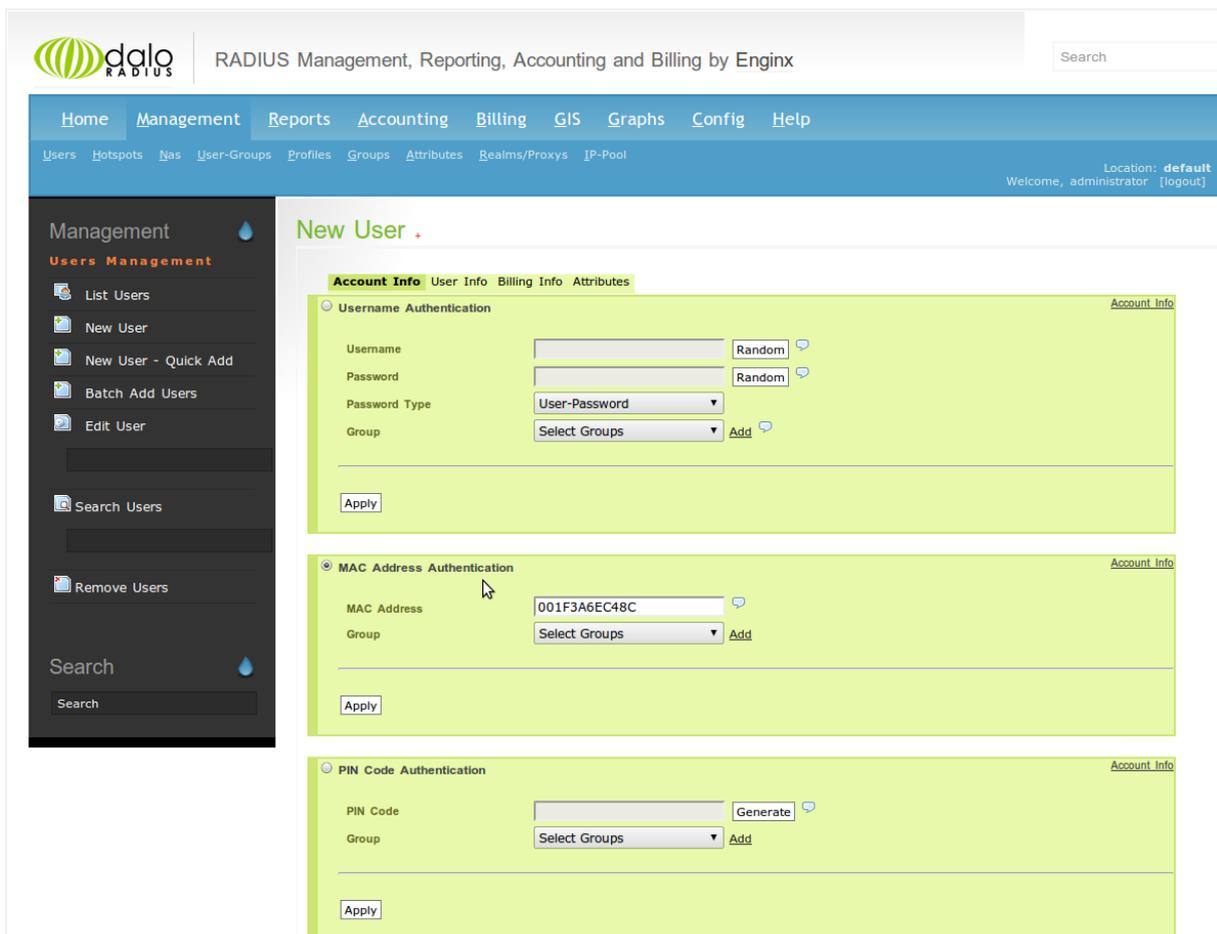 dalo
RADIUS
RADIUS Management, Reporting, Accounting and Billing by Enginx
Search
Home Management Reports Accounting Billing GIS Graphs Config Help
Users Hotspots Nas User-Groups Profiles Groups Attributes Realms/Proxys IP-Pool
Location: default
Welcome, administrator [logout]
Management
Users Management
List Users
New User
New User - Quick Add
Batch Add Users
Edit User
Search Users
Remove Users
Search
Search
New User +
Account Info User Info Billing Info Attributes
Account Info
Username Authentication
Username Random
Password Random
Password Type User-Password
Group Select Groups Add
Apply
Account Info
MAC Address Authentication
MAC Address 001F3A6EC48C
Group Select Groups Add
Apply
Account Info
PIN Code Authentication
PIN Code Generate
Group Select Groups Add
Apply